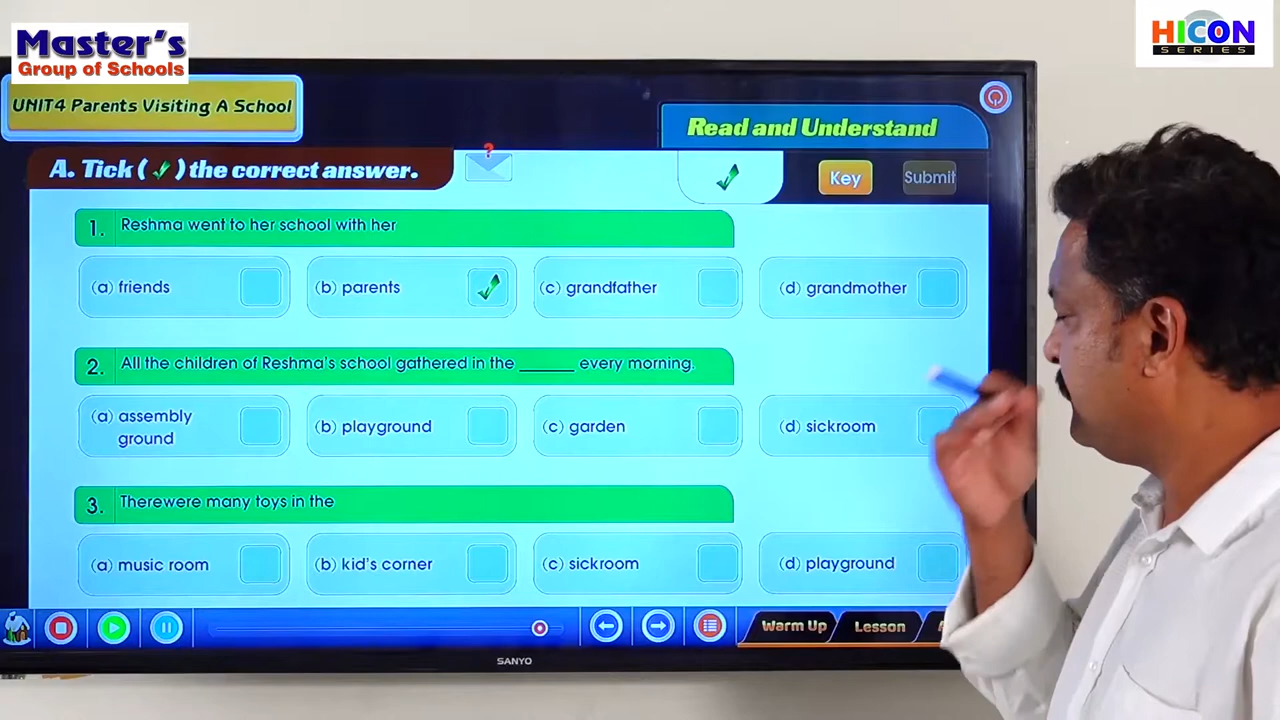 Master's
Group of Schools
HICON
SERIES
UNIT4 Parents Visiting A School
Read and Understand
A. Tick (✓) the correct answer.
?
Key
Submit
1. Reshma went to her school with her
(a) friends
(b) parents
(c) grandfather
(d) grandmother
2. All the children of Reshma's school gathered in the ______ every morning.
(a) assembly
ground
(b) playground
(c) garden
(d) sickroom
3. Therewere many toys in the
(a) music room
(b) kid's corner
(c) sickroom
(d) playground
Warm Up
Lesson
SANYO